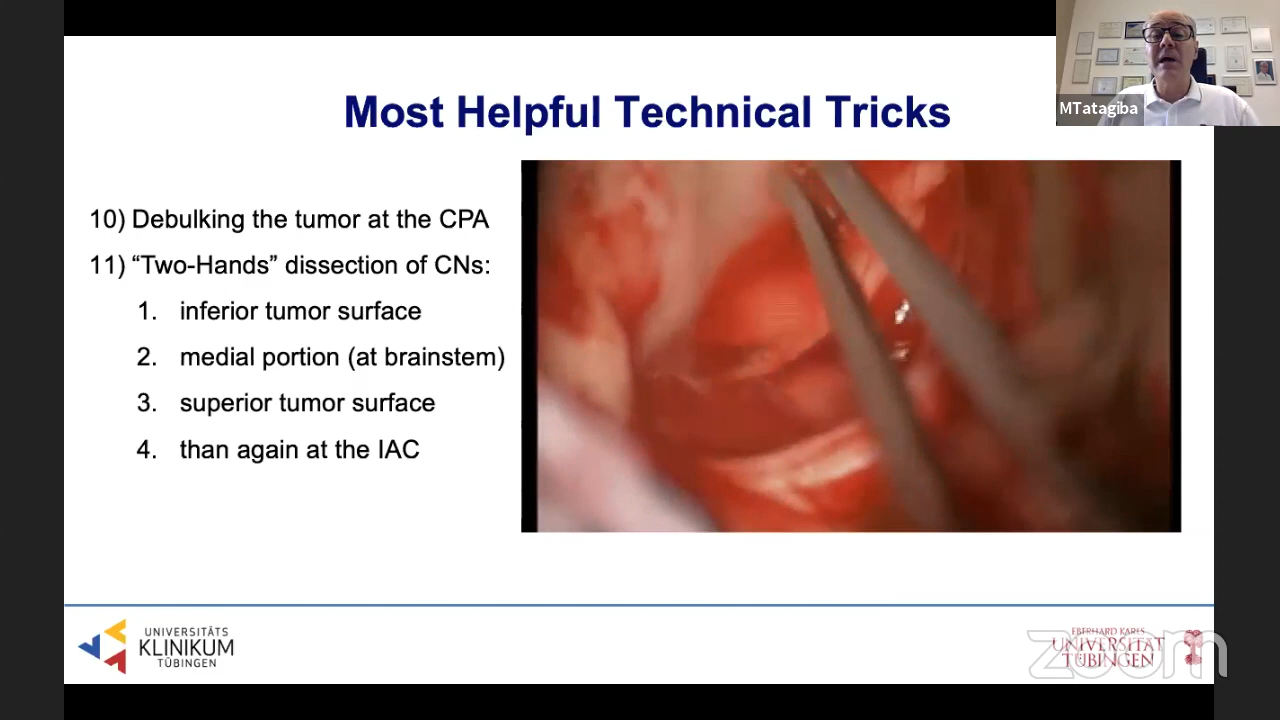 MTatagiba
Most Helpful Technical Tricks
10) Debulking the tumor at the CPA
11) “Two-Hands” dissection of CNs:
1. inferior tumor surface
2. medial portion (at brainstem)
3. superior tumor surface
4. than again at the IAC
UNIVERSITÄTS
KLINIKUM
TÜBINGEN
EBERHARD KARLS
UNIVERSITÄT
TÜBINGEN
zoom